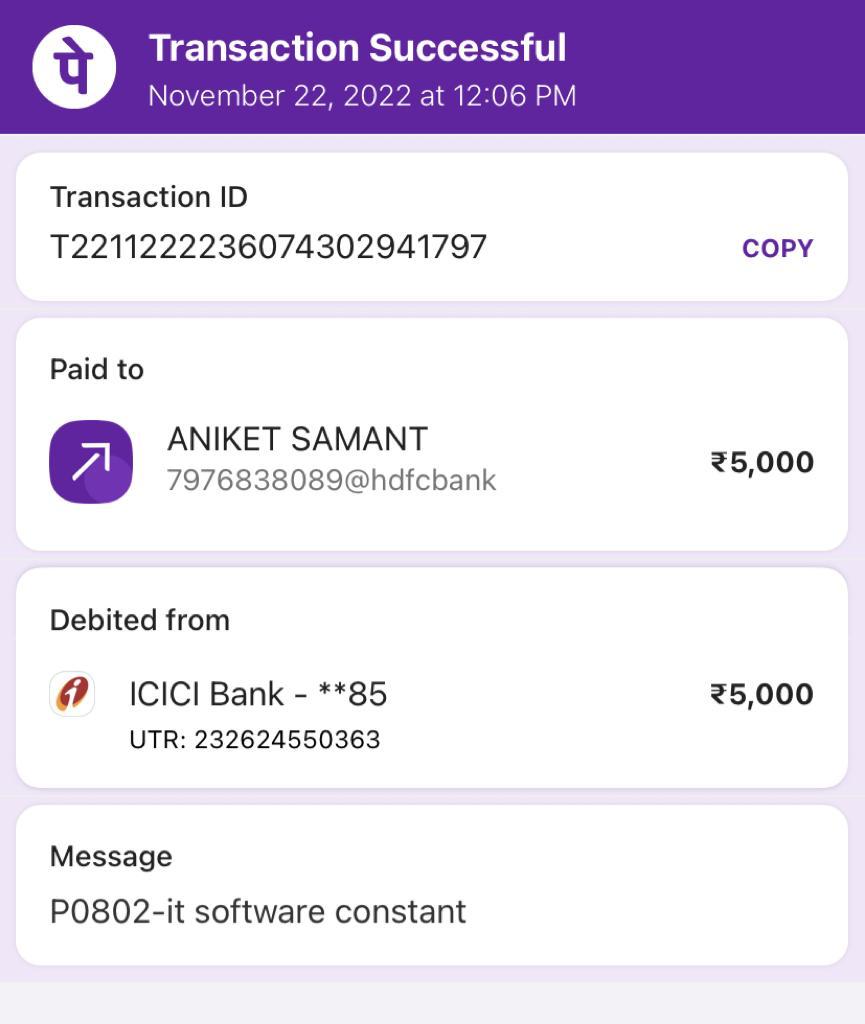 पे
Transaction Successful
November 22, 2022 at 12:06 PM
Transaction ID
T2211222236074302941797
COPY
Paid to
ANIKET SAMANT
7976838089@hdfcbank
₹5,000
Debited from
ICICI Bank - **85
₹5,000
UTR: 232624550363
Message
P0802-it software constant